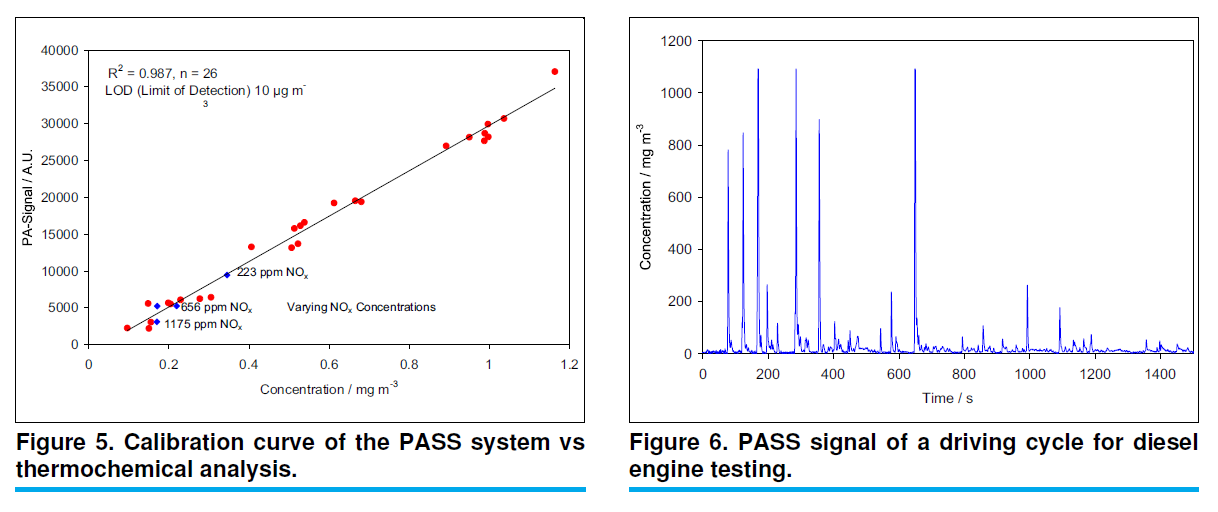 40000
35000
30000
25000
20000
15000
10000
5000
0
PA-Signal / A.U.
R2 = 0.987, n = 26
LOD (Limit of Detection) 10 µg m-
3
223 ppm NOx
656 ppm NOx
Varying NOx Concentrations
1175 ppm NOx
0 0.2 0.4 0.6 0.8 1 1.2
Concentration / mg m-3
Figure 5. Calibration curve of the PASS system vs
thermochemical analysis.
1200
1000
800
600
400
200
0
Concentration / mg m-3
0 200 400 600 800 1000 1200 1400
Time / s
Figure 6. PASS signal of a driving cycle for diesel
engine testing.